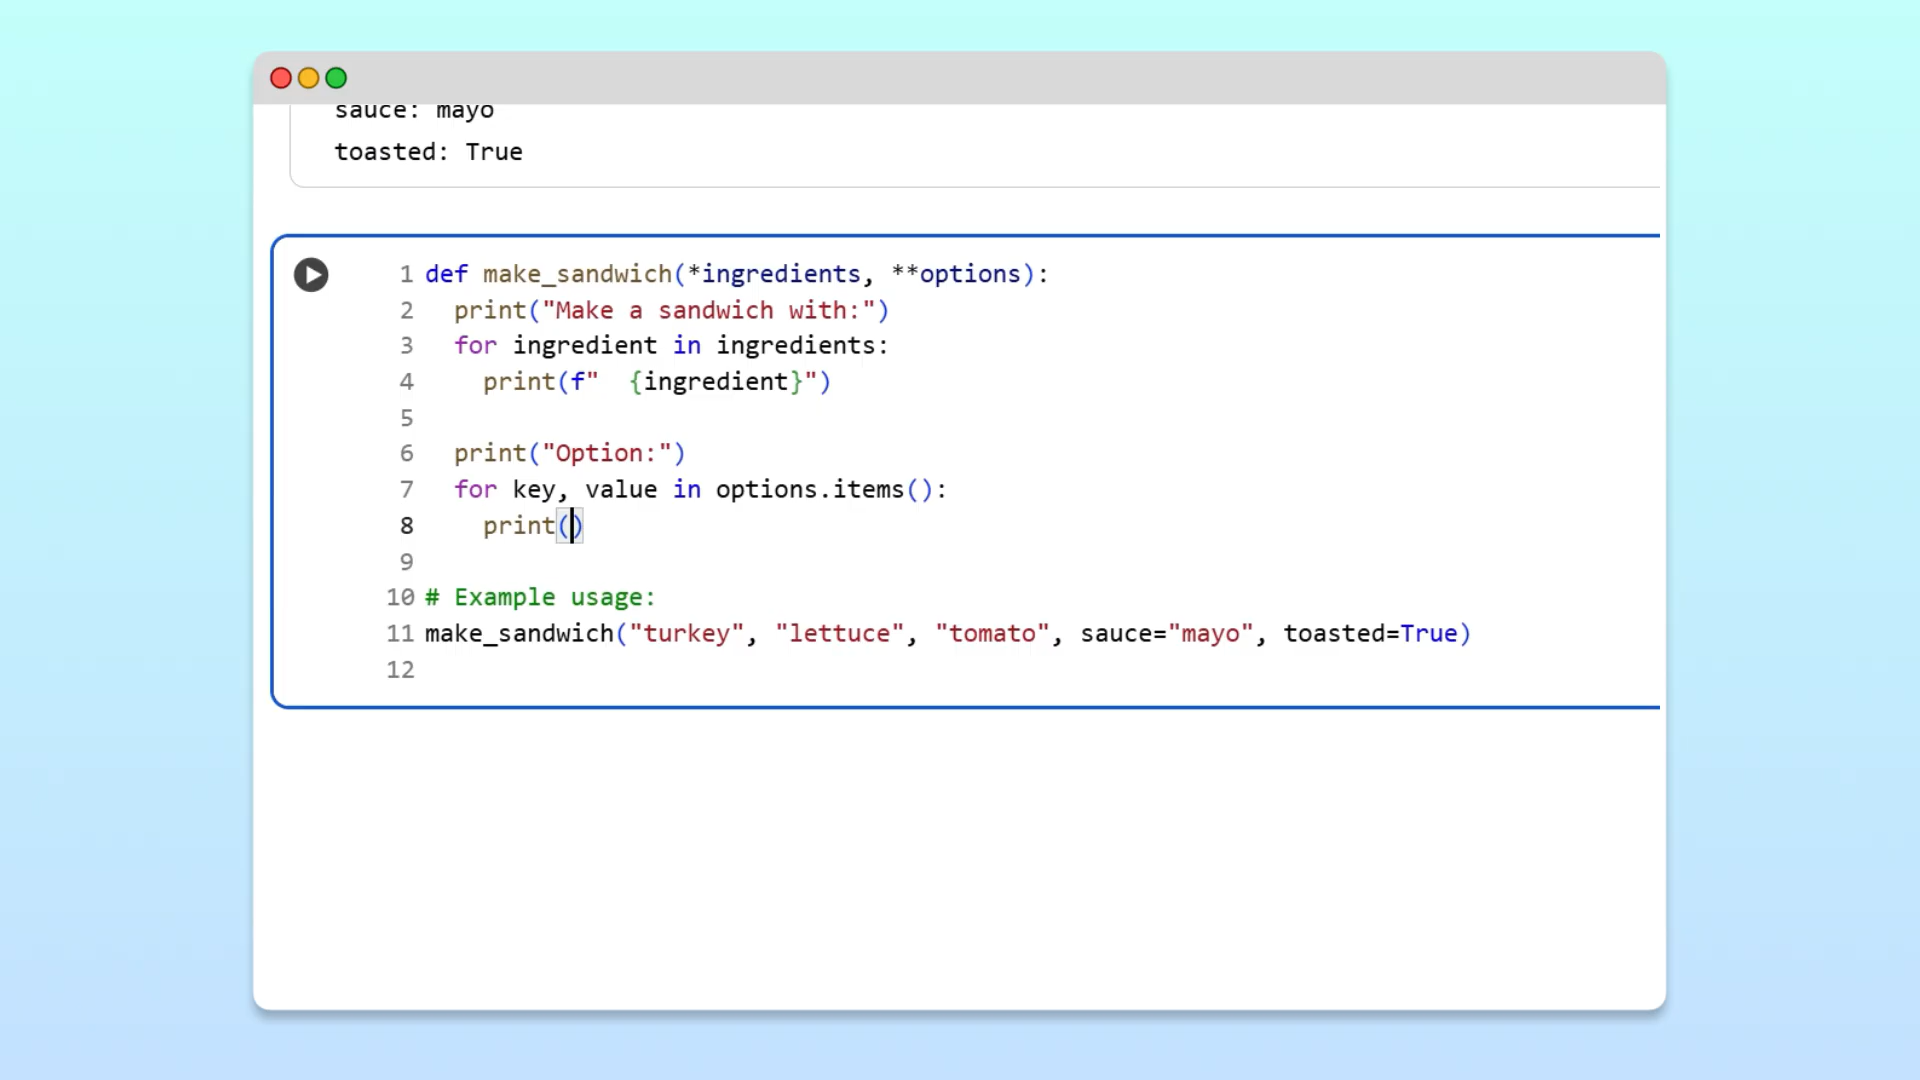 sauce: mayo
toasted: True
1 def make_sandwich(*ingredients, **options):
2   print("Make a sandwich with:")
3   for ingredient in ingredients:
4     print(f"  {ingredient}")
5
6   print("Option:")
7   for key, value in options.items():
8     print()
9
10 # Example usage:
11 make_sandwich("turkey", "lettuce", "tomato", sauce="mayo", toasted=True)
12